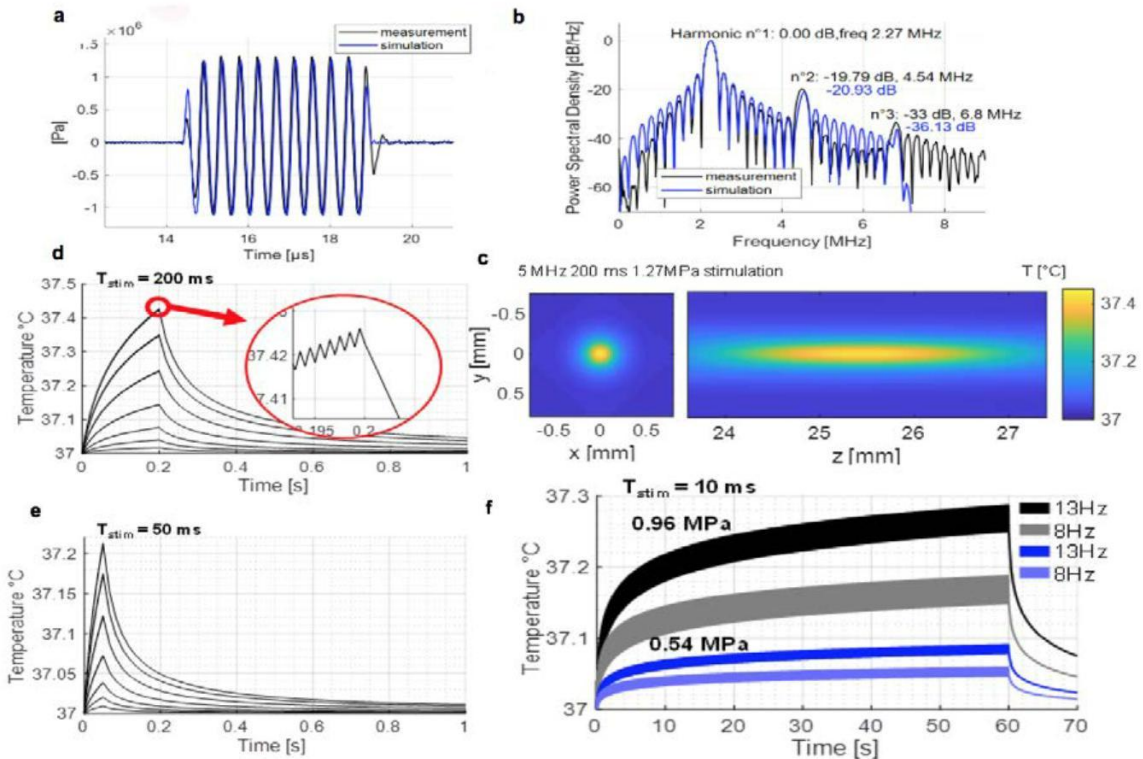 a
×10⁶
measurement
simulation
1.5
1
0.5
0
-0.5
-1
[Pa]
14 16 18 20
Time [µs]
b
Harmonic n°1: 0.00 dB,freq 2.27 MHz
n°2: -19.79 dB, 4.54 MHz
-20.93 dB
n°3: -33 dB, 6.8 MHz
-36.13 dB
measurement
simulation
0
-20
-40
-60
Power Spectral Density [dB/Hz]
0 2 4 6 8
Frequency [MHz]
d
T_stim = 200 ms
37.5
37.4
37.3
37.2
37.1
37
Temperature °C
37.42
37.41
0.2
0 0.2 0.4 0.6 0.8 1
Time [s]
c
5 MHz 200 ms 1.27MPa stimulation
T [°C]
-0.5
0
0.5
y [mm]
-0.5 0 0.5
x [mm]
24 25 26 27
z [mm]
37.4
37.2
37
e
T_stim = 50 ms
37.2
37.15
37.1
37.05
37
Temperature °C
0 0.2 0.4 0.6 0.8 1
Time [s]
f
T_stim = 10 ms
0.96 MPa
0.54 MPa
13Hz
8Hz
13Hz
8Hz
37.3
37.2
37.1
37
Temperature °C
0 10 20 30 40 50 60 70
Time [s]